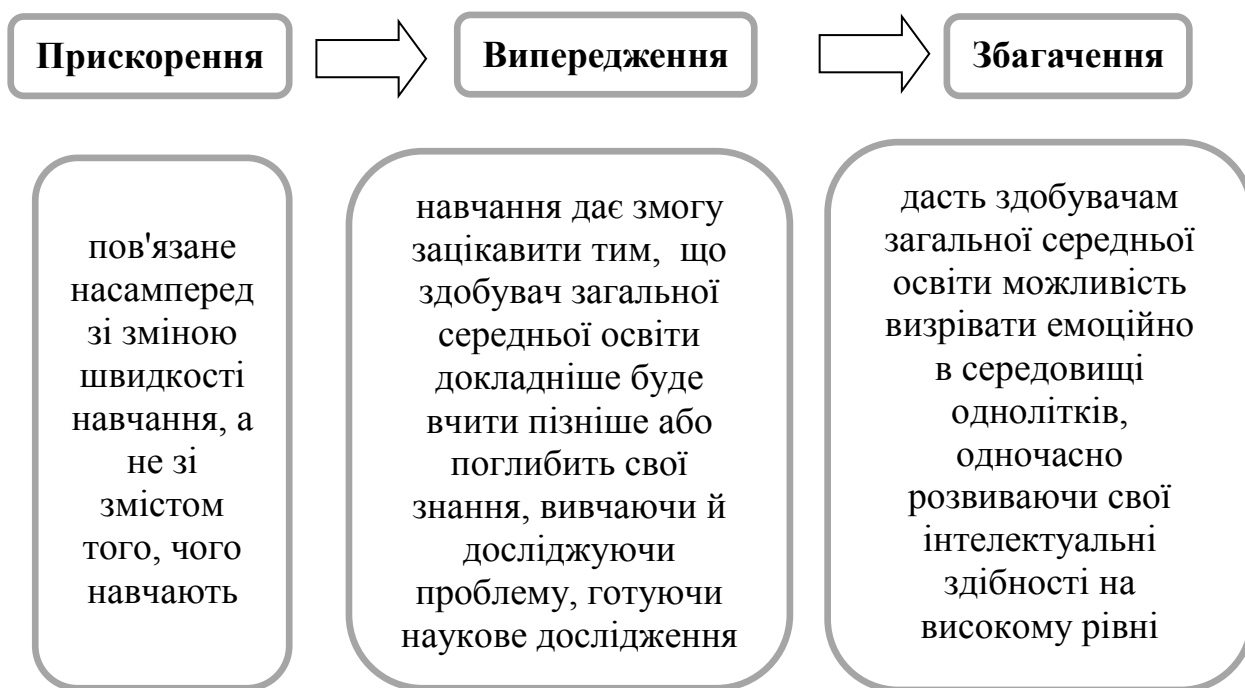 Прискорення
Випередження
Збагачення
пов'язане
насамперед
зі зміною
швидкості
навчання, а
не зі
змістом
того, чого
навчають
навчання дає змогу
зацікавити тим, що
здобувач загальної
середньої освіти
докладніше буде
вчити пізніше або
поглибить свої
знання, вивчаючи й
досліджуючи
проблему, готуючи
наукове дослідження
дасть здобувачам
загальної середньої
освіти можливість
визрівати емоційно
в середовищі
однолітків,
одночасно
розвиваючи свої
інтелектуальні
здібності на
високому рівні